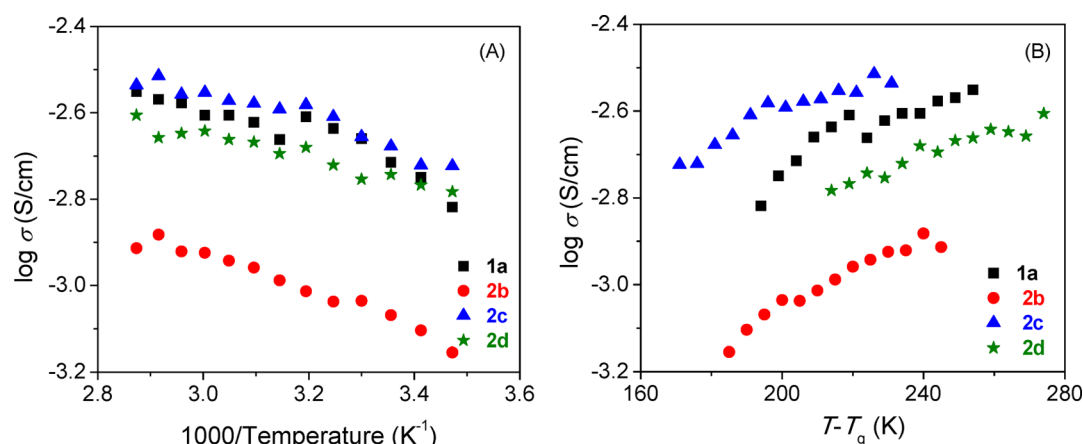 -2.4
-2.6
-2.8
-3.0
-3.2
log σ (S/cm)
(A)
1a
2b
2c
2d
2.8 3.0 3.2 3.4 3.6
1000/Temperature (K⁻¹)
-2.4
-2.6
-2.8
-3.0
-3.2
log σ (S/cm)
(B)
1a
2b
2c
2d
160 200 240 280
T-Tg (K)